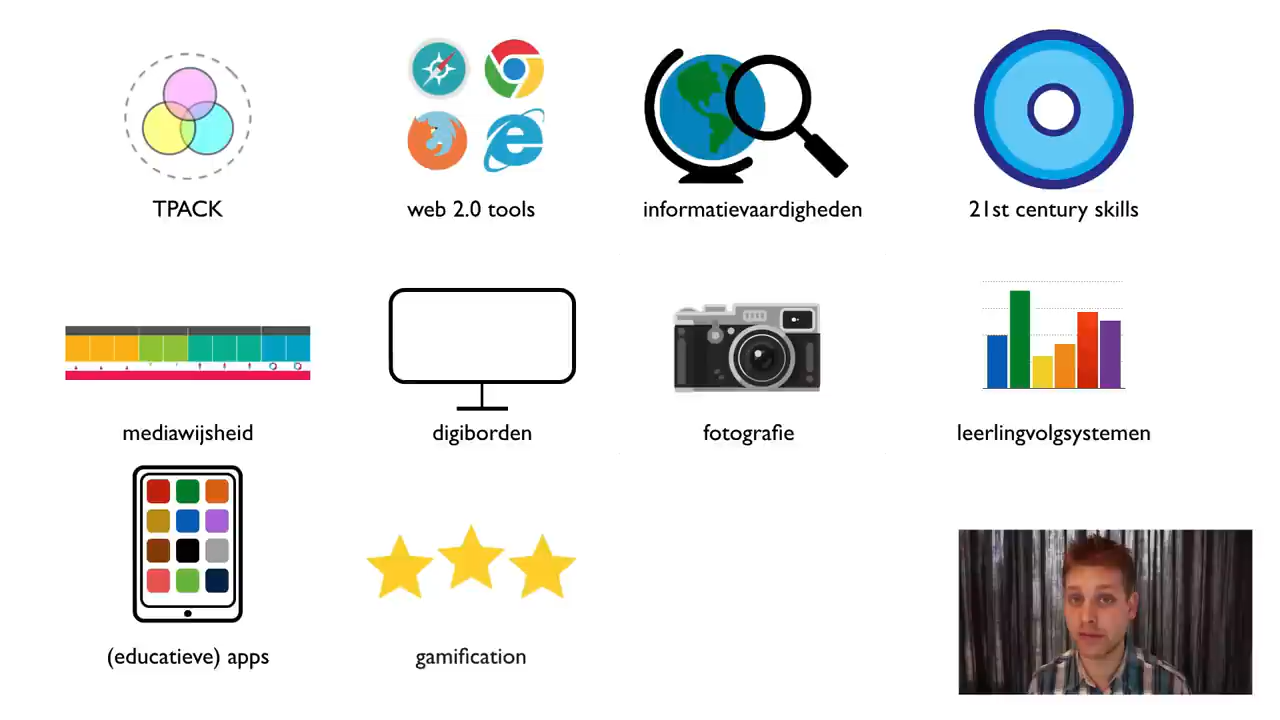 TPACK
web 2.0 tools
informatievaardigheden
21st century skills
mediawijsheid
digiborden
fotografie
leerlingvolgsystemen
(educatieve) apps
gamification